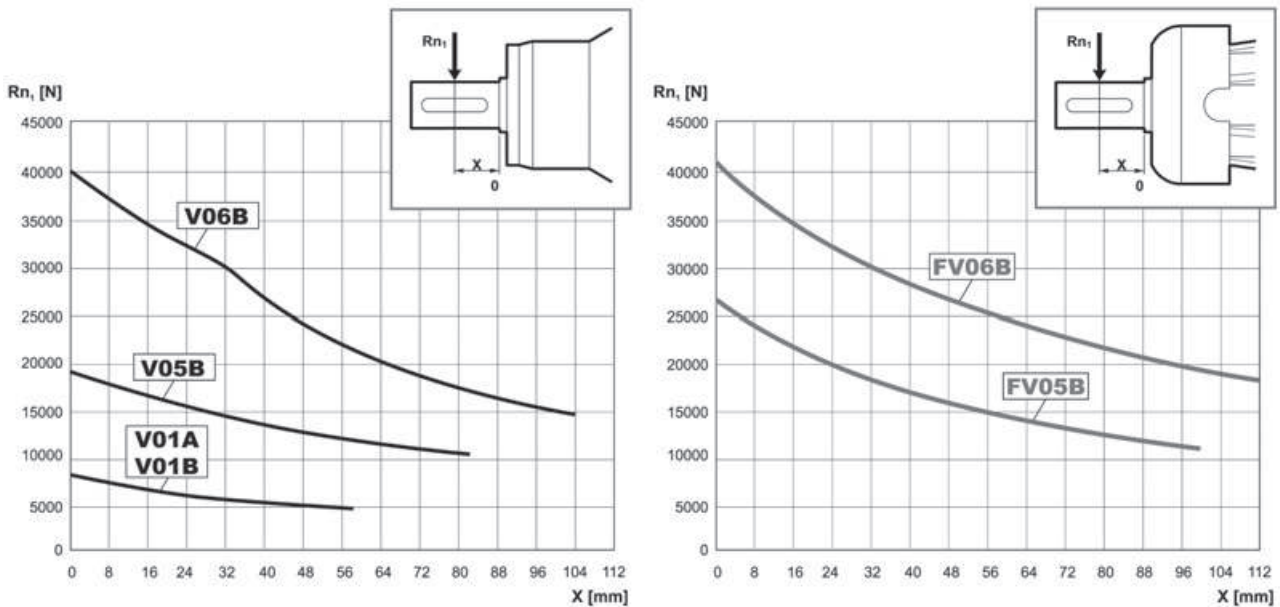 Rn₁
X
0
Rn₁ [N]
45000
40000
35000
30000
25000
20000
15000
10000
5000
0
V06B
V05B
V01A
V01B
0 8 16 24 32 40 48 56 64 72 80 88 96 104 112
X [mm]
Rn₁
X
0
Rn₁ [N]
45000
40000
35000
30000
25000
20000
15000
10000
5000
0
FV06B
FV05B
0 8 16 24 32 40 48 56 64 72 80 88 96 104 112
X [mm]